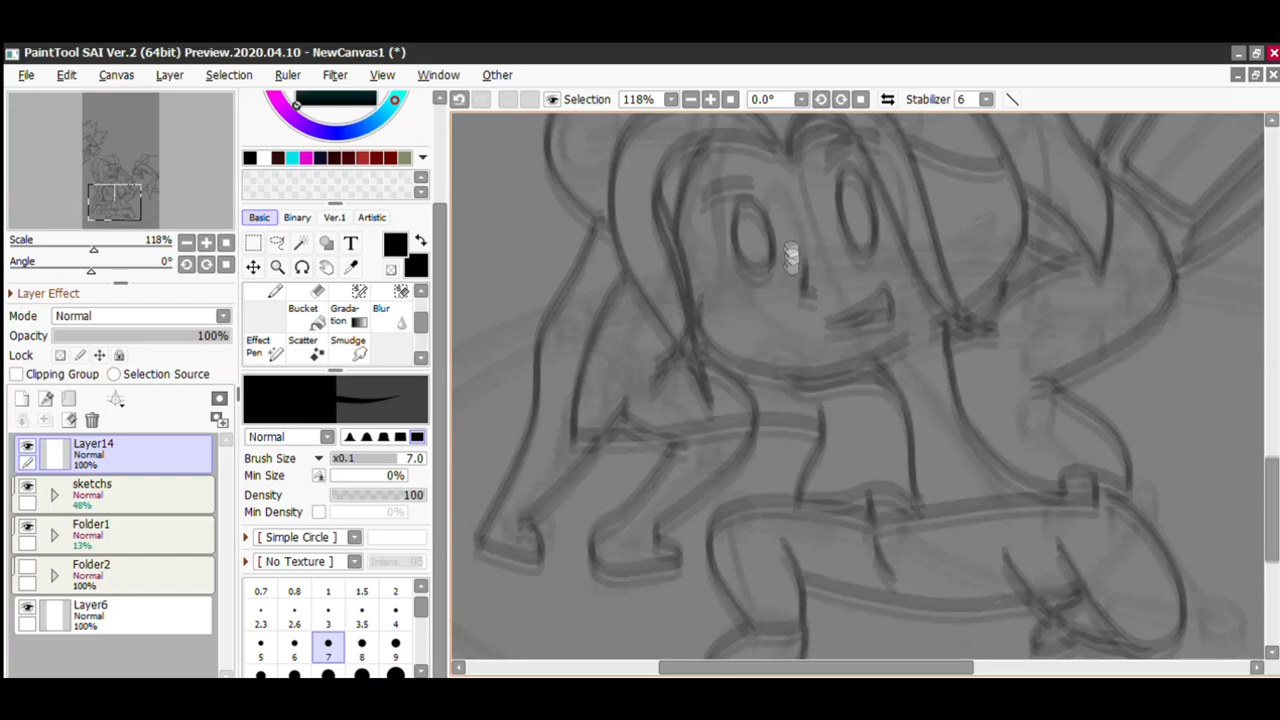 PaintTool SAI Ver.2 (64bit) Preview.2020.04.10 - NewCanvas1 (*)
File Edit Canvas Layer Selection Ruler Filter View Window Other
Selection 118% 0.0° Stabilizer 6
Scale 118%
Angle 0°
Layer Effect
Mode Normal
Opacity 100%
Lock
Clipping Group Selection Source
Layer14
Normal
100%
sketchs
Normal
48%
Folder1
Normal
13%
Folder2
Normal
100%
Layer6
Normal
100%
Basic Binary Ver.1 Artistic
T
Bucket Grada-tion Blur
Effect Pen Scatter Smudge
Normal
Brush Size x0.1 7.0
Min Size 0%
Density 100
Min Density 0%
[ Simple Circle ]
[ No Texture ] Intens. 95
0.7 0.8 1 1.5 2
2.3 2.6 3 3.5 4
5 6 7 8 9